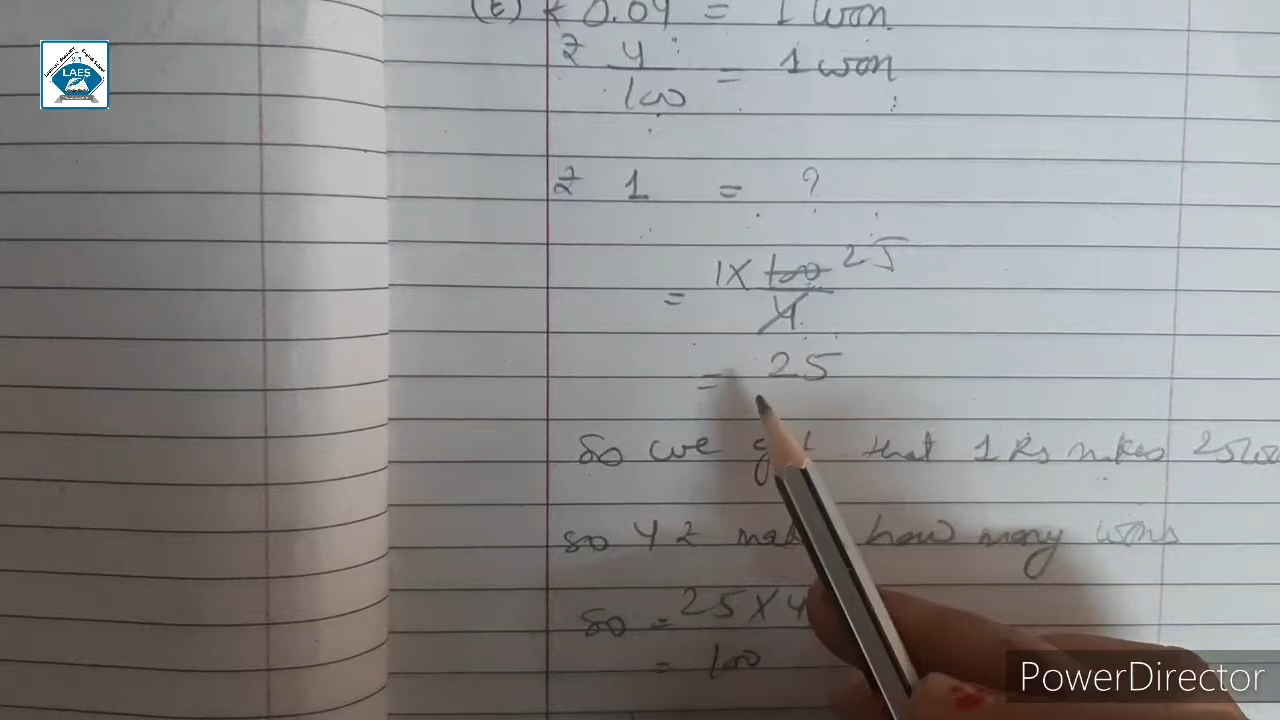 (E) ₹ 0.04 = 1 won
₹ 4/100 = 1 won
₹ 1 = ?
= 1 X 100/4 25
= 25
So we get that 1 Rs makes 25
so 4 ₹ make how many wons
so = 25 X 4
= 100
LAES
PowerDirector